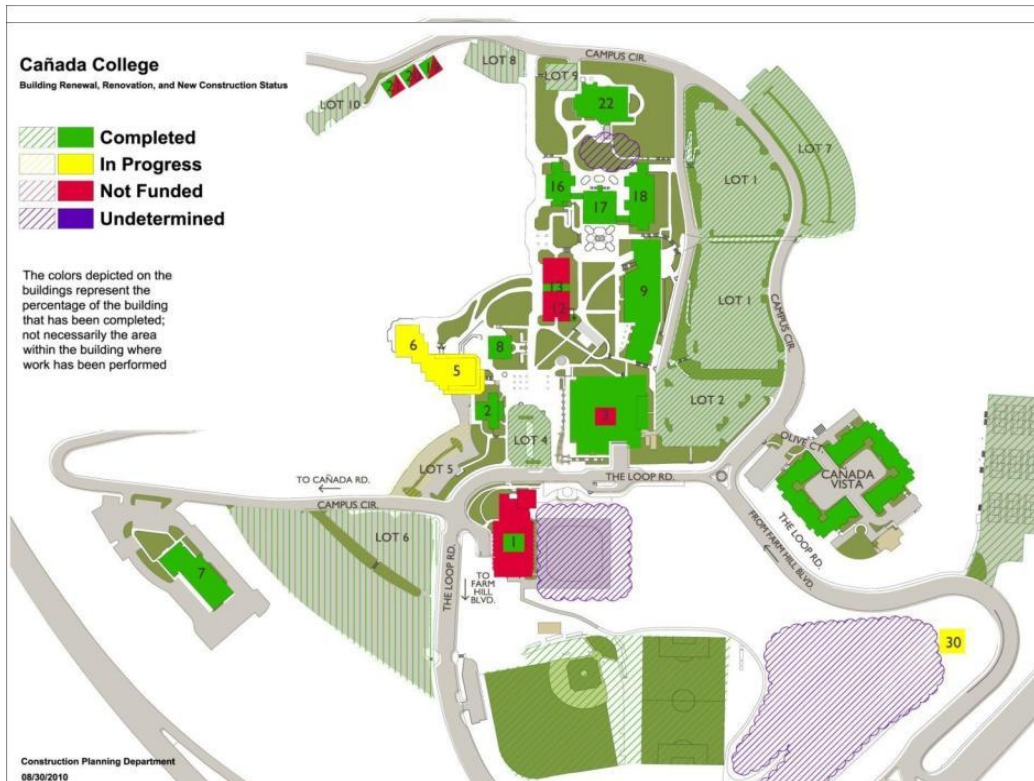 Cañada College
Building Renewal, Renovation, and New Construction Status
Completed
In Progress
Not Funded
Undetermined
The colors depicted on the
buildings represent the
percentage of the building
that has been completed;
not necessarily the area
within the building where
work has been performed
CAMPUS CIR.
LOT 8
LOT 9
LOT 10
22
LOT 7
LOT 1
16
17
18
13
12
9
LOT 1
CAMPUS CIR.
6
5
8
2
3
LOT 2
LOT 4
LOT 5
OLIVE CT.
CAÑADA
VISTA
TO CAÑADA RD.
THE LOOP RD.
CAMPUS CIR.
LOT 6
THE LOOP RD.
1
TO
FARM
HILL
BLVD.
THE LOOP RD.
FROM FARM HILL BLVD.
7
30
Construction Planning Department
08/30/2010